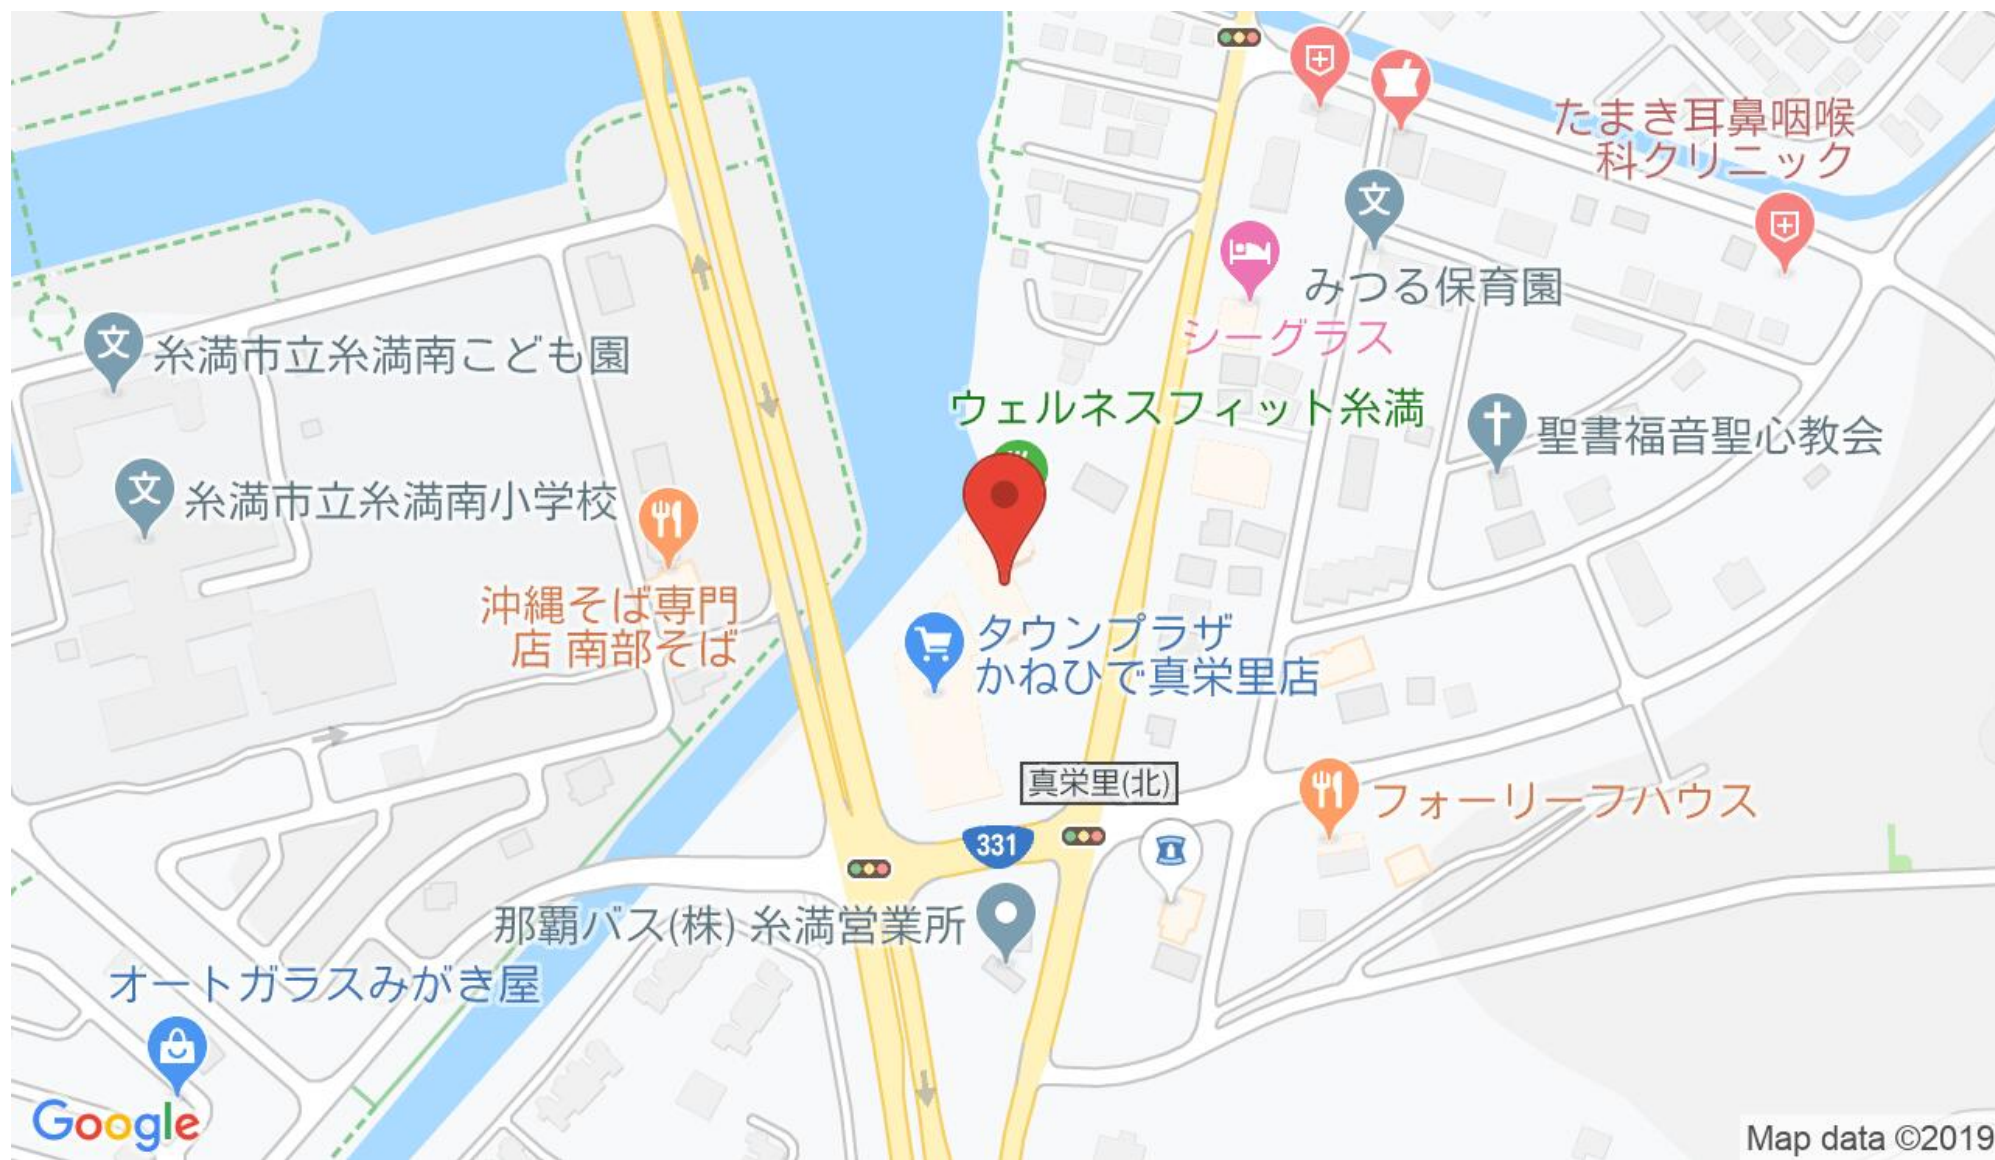 たまき耳鼻咽喉
科クリニック
みつる保育園
シーグラス
糸満市立糸満南こども園
ウェルネスフィット糸満
聖書福音聖心教会
糸満市立糸満南小学校
沖縄そば専門
店 南部そば
タウンプラザ
かねひで真栄里店
真栄里(北)
フォーリーフハウス
331
那覇バス(株) 糸満営業所
オートガラスみがき屋
Google
Map data ©2019